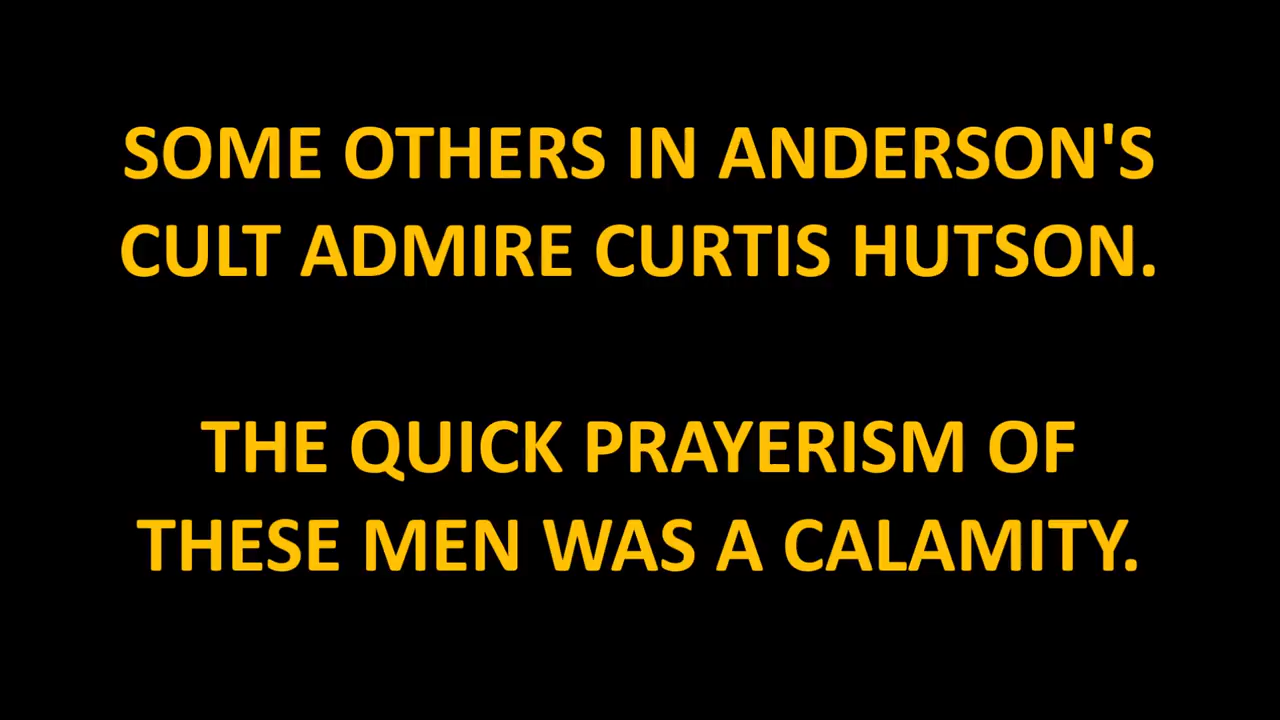 SOME OTHERS IN ANDERSON'S
CULT ADMIRE CURTIS HUTSON.
THE QUICK PRAYERISM OF
THESE MEN WAS A CALAMITY.